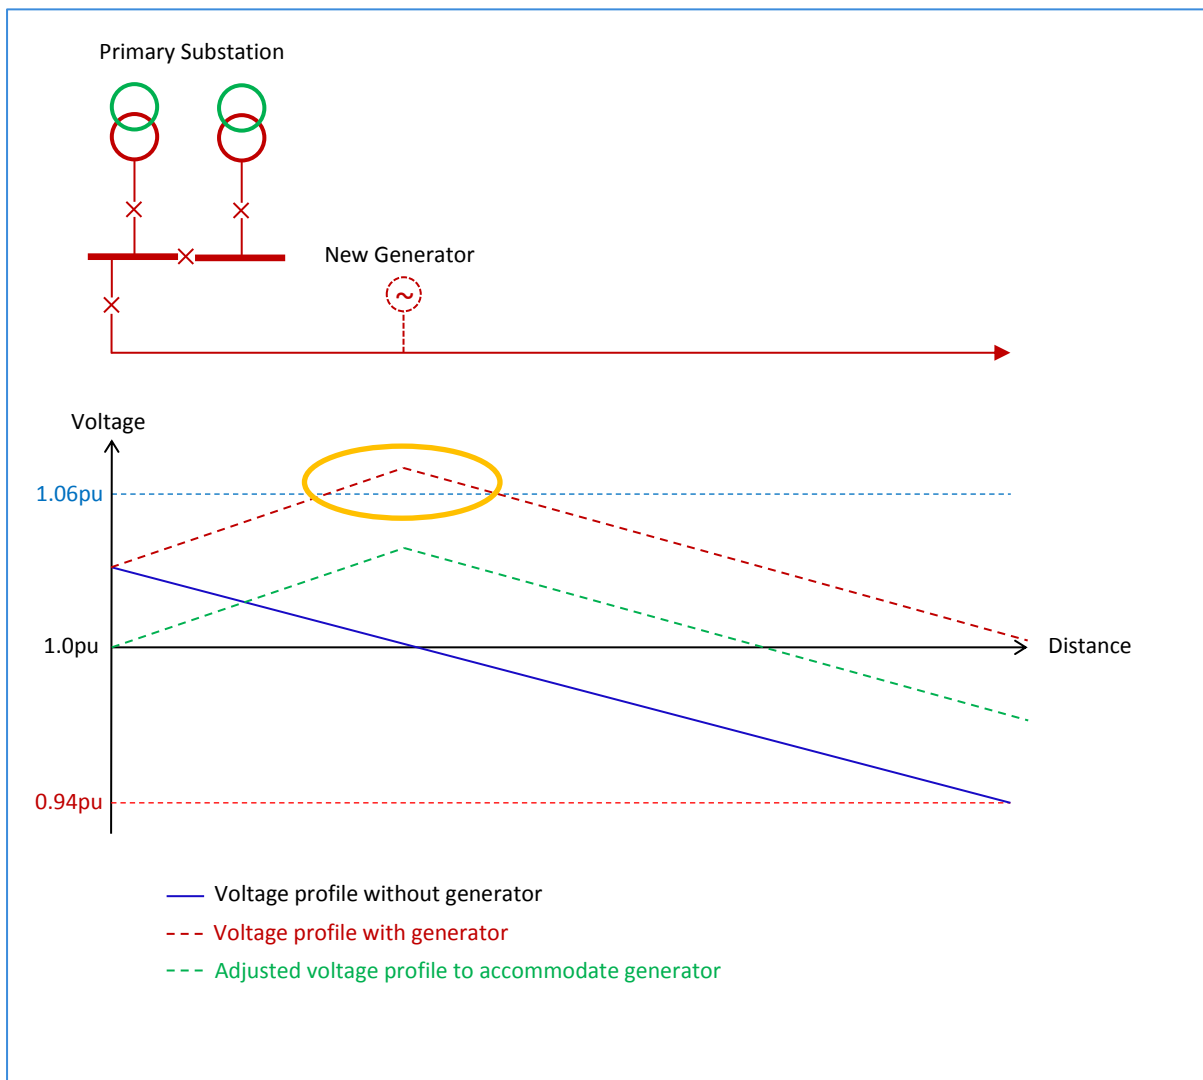 Primary Substation
New Generator
~
Voltage
1.06pu
1.0pu
Distance
0.94pu
Voltage profile without generator
Voltage profile with generator
Adjusted voltage profile to accommodate generator